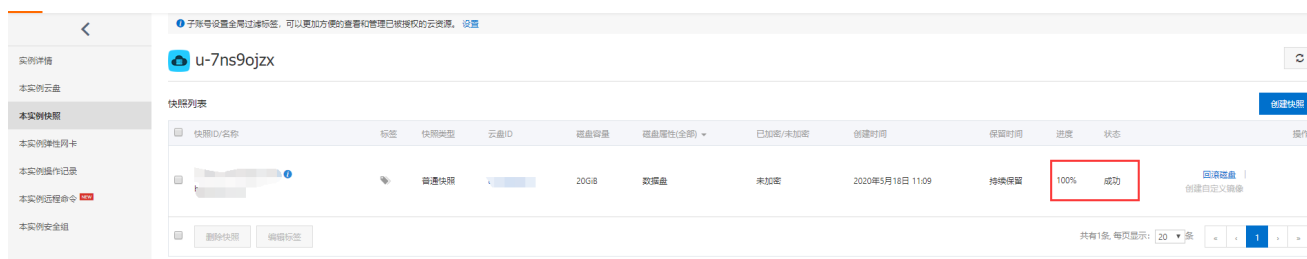 子账号设置全局过滤标签，可以更加方便的查看和管理已被授权的云资源。 设置
u-7ns9ojzx
实例详情
本实例云盘
本实例快照
本实例弹性网卡
本实例操作记录
本实例远程命令 NEW
本实例安全组
快照列表
创建快照
快照ID/名称 标签 快照类型 云盘ID 磁盘容量 磁盘属性(全部) 已加密/未加密 创建时间 保留时间 进度 状态 操作
普通快照 20GiB 数据盘 未加密 2020年5月18日 11:09 持续保留 100% 成功 回滚磁盘
创建自定义镜像
删除快照 编辑标签 共有1条, 每页显示: 20 条 « ‹ 1 › »